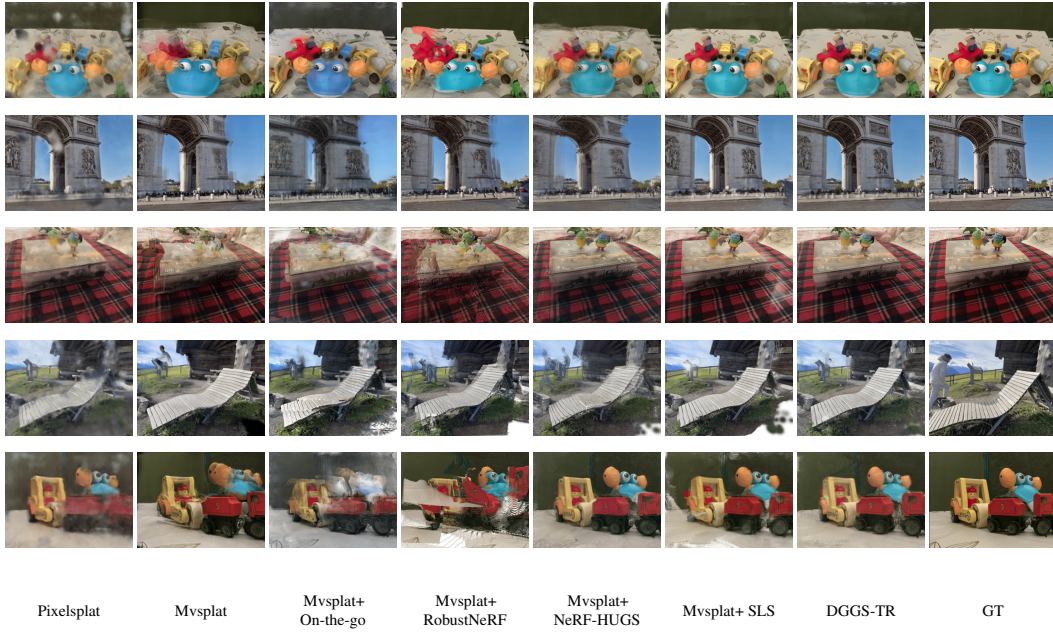 Pixelsplat
Mvsplat
Mvsplat+
On-the-go
Mvsplat+
RobustNeRF
Mvsplat+
NeRF-HUGS
Mvsplat+ SLS
DGGS-TR
GT